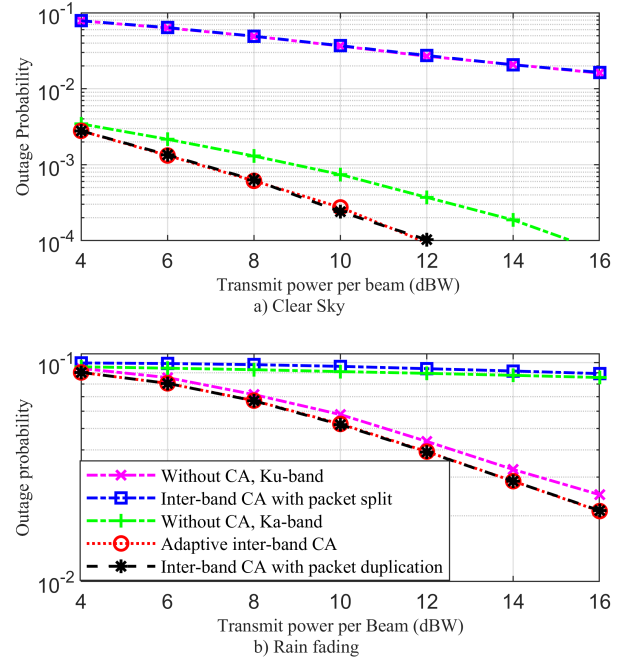 10-1
10-2
10-3
10-4
Outage Probability
4 6 8 10 12 14 16
Transmit power per beam (dBW)
a) Clear Sky
10-1
10-2
Outage probability
Without CA, Ku-band
Inter-band CA with packet split
Without CA, Ka-band
Adaptive inter-band CA
Inter-band CA with packet duplication
4 6 8 10 12 14 16
Transmit power per Beam (dBW)
b) Rain fading